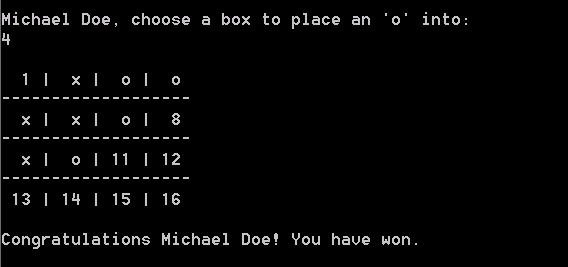 Michael Doe, choose a box to place an 'o' into:
4
1 | x | o | o
-------------------
x | x | o | 8
-------------------
x | o | 11 | 12
-------------------
13 | 14 | 15 | 16
Congratulations Michael Doe! You have won.